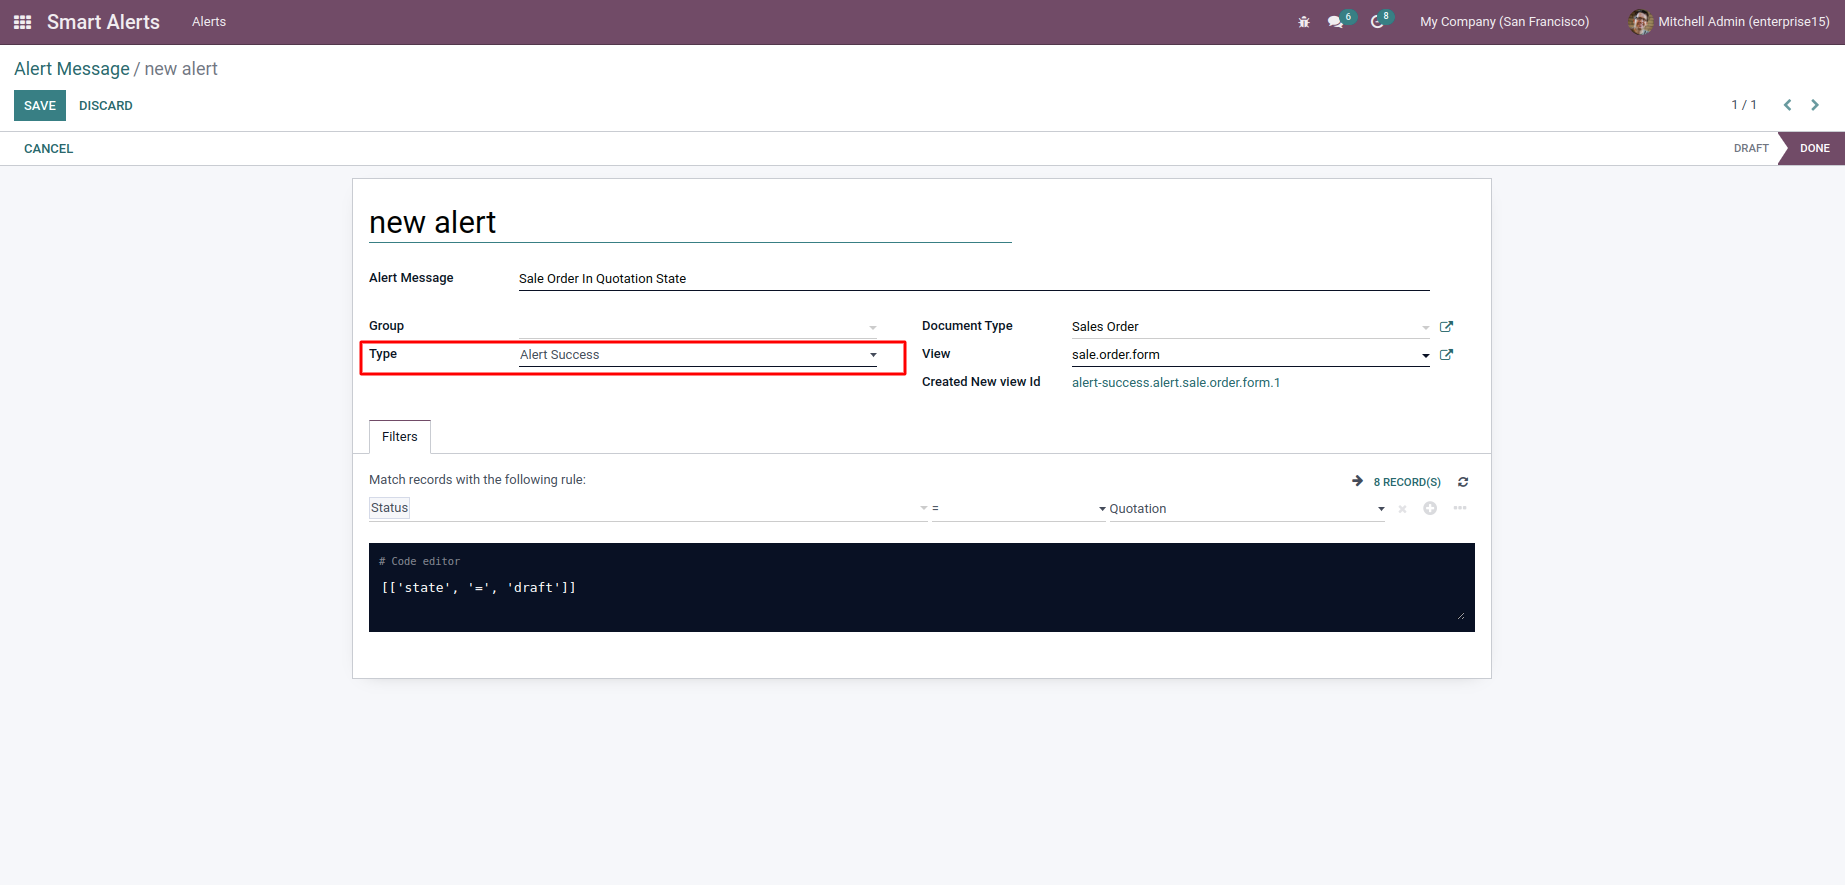 Smart Alerts Alerts 6 8 My Company (San Francisco) Mitchell Admin (enterprise15)
Alert Message / new alert
SAVE DISCARD 1 / 1
CANCEL DRAFT DONE
new alert
Alert Message Sale Order In Quotation State
Group Document Type Sales Order
Type Alert Success View sale.order.form
Created New view Id alert-success.alert.sale.order.form.1
Filters
Match records with the following rule: 8 RECORD(S)
Status = Quotation
# Code editor
[['state', '=', 'draft']]